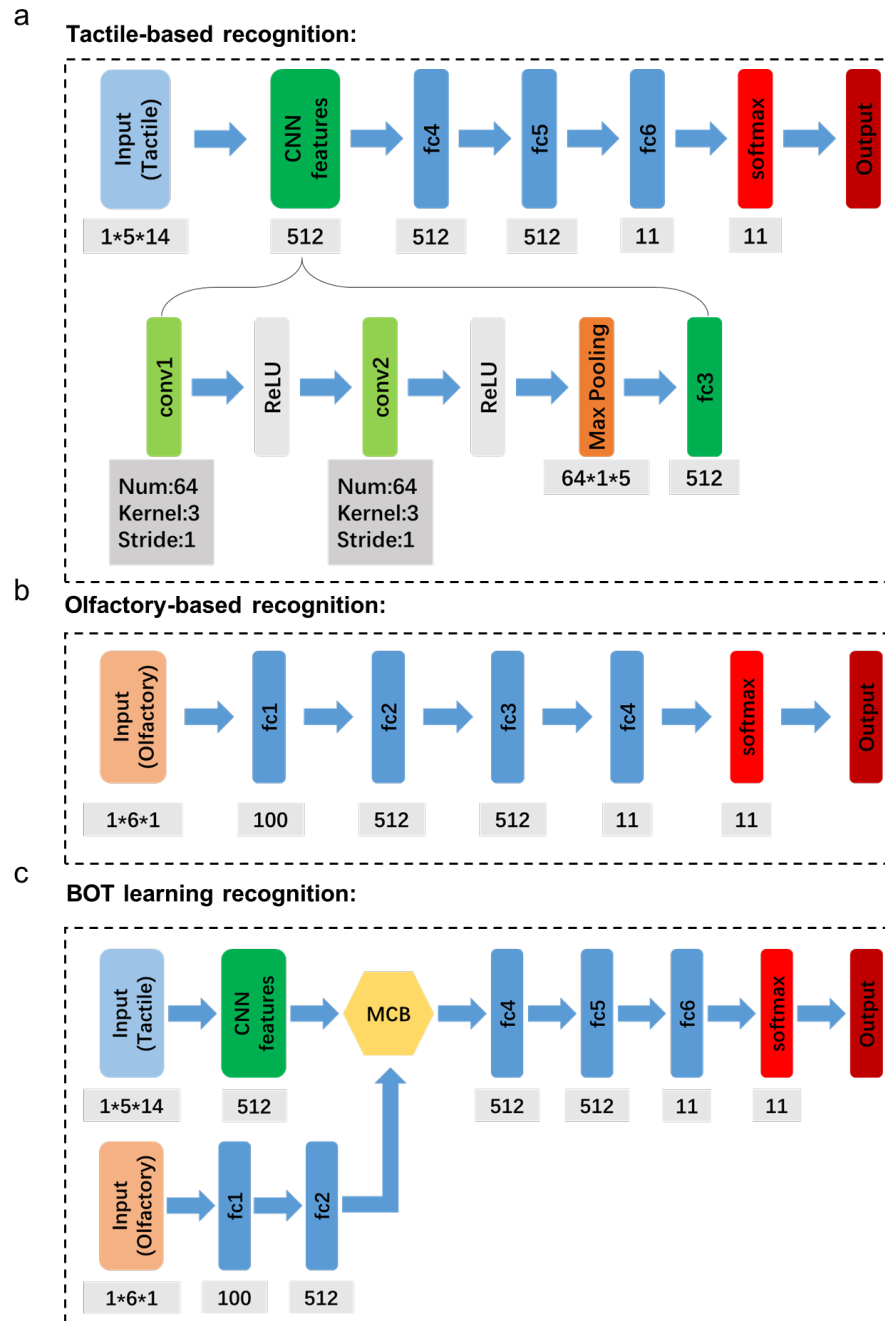 a
Tactile-based recognition:
Input
(Tactile)
CNN
features
fc4
fc5
fc6
softmax
Output
1*5*14
512
512
512
11
11
conv1
ReLU
conv2
ReLU
Max Pooling
fc3
Num:64
Kernel:3
Stride:1
Num:64
Kernel:3
Stride:1
64*1*5
512
b
Olfactory-based recognition:
Input
(Olfactory)
fc1
fc2
fc3
fc4
softmax
Output
1*6*1
100
512
512
11
11
c
BOT learning recognition:
Input
(Tactile)
CNN
features
MCB
fc4
fc5
fc6
softmax
Output
1*5*14
512
512
512
11
11
Input
(Olfactory)
fc1
fc2
1*6*1
100
512